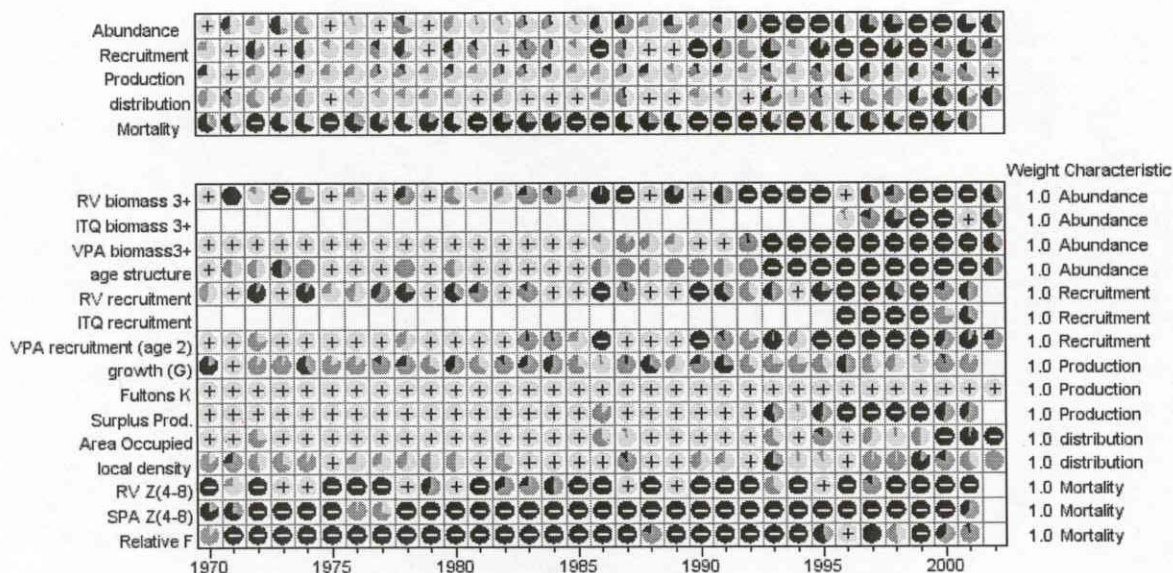 Abundance
Recruitment
Production
distribution
Mortality
Weight Characteristic
RV biomass 3+ 1.0 Abundance
ITQ biomass 3+ 1.0 Abundance
VPA biomass3+ 1.0 Abundance
age structure 1.0 Abundance
RV recruitment 1.0 Recruitment
ITQ recruitment 1.0 Recruitment
VPA recruitment (age 2) 1.0 Recruitment
growth (G) 1.0 Production
Fultons K 1.0 Production
Surplus Prod. 1.0 Production
Area Occupied 1.0 distribution
local density 1.0 distribution
RV Z(4-8) 1.0 Mortality
SPA Z(4-8) 1.0 Mortality
Relative F 1.0 Mortality
1970 1975 1980 1985 1990 1995 2000